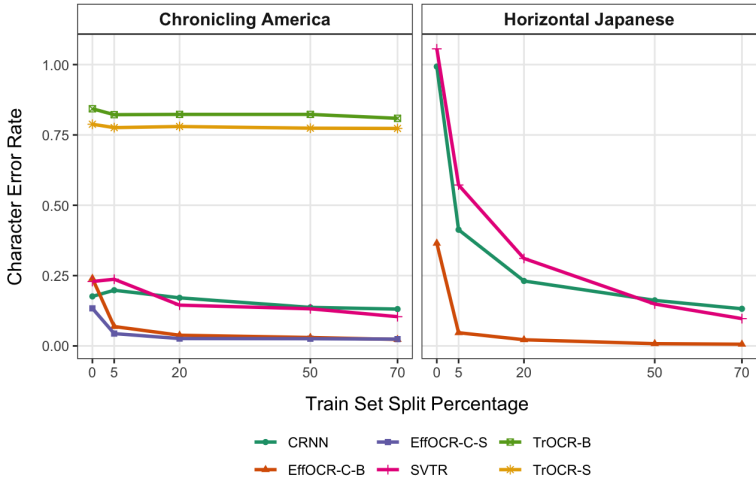 Chronicling America
Horizontal Japanese
Character Error Rate
1.00
0.75
0.50
0.25
0.00
0 5 20 50 70
0 5 20 50 70
Train Set Split Percentage
CRNN
EffOCR-C-S
TrOCR-B
EffOCR-C-B
SVTR
TrOCR-S